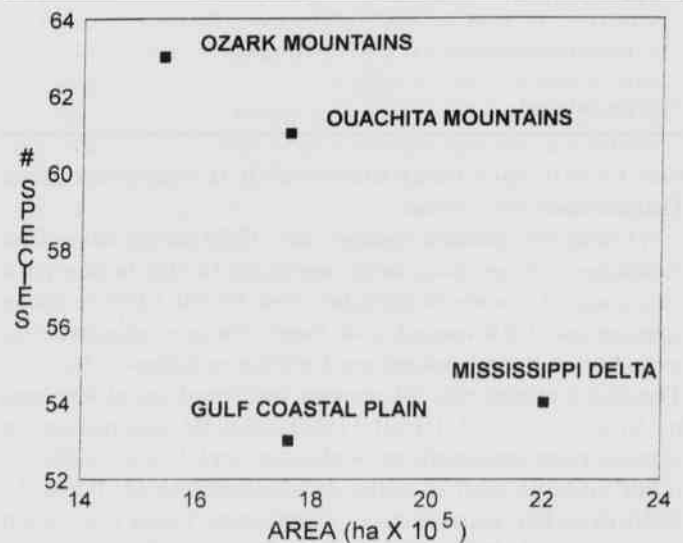 64
62
60
58
56
54
52
# SPECIES
OZARK MOUNTAINS
OUACHITA MOUNTAINS
MISSISSIPPI DELTA
GULF COASTAL PLAIN
14 16 18 20 22 24
AREA (ha X 10 5 )